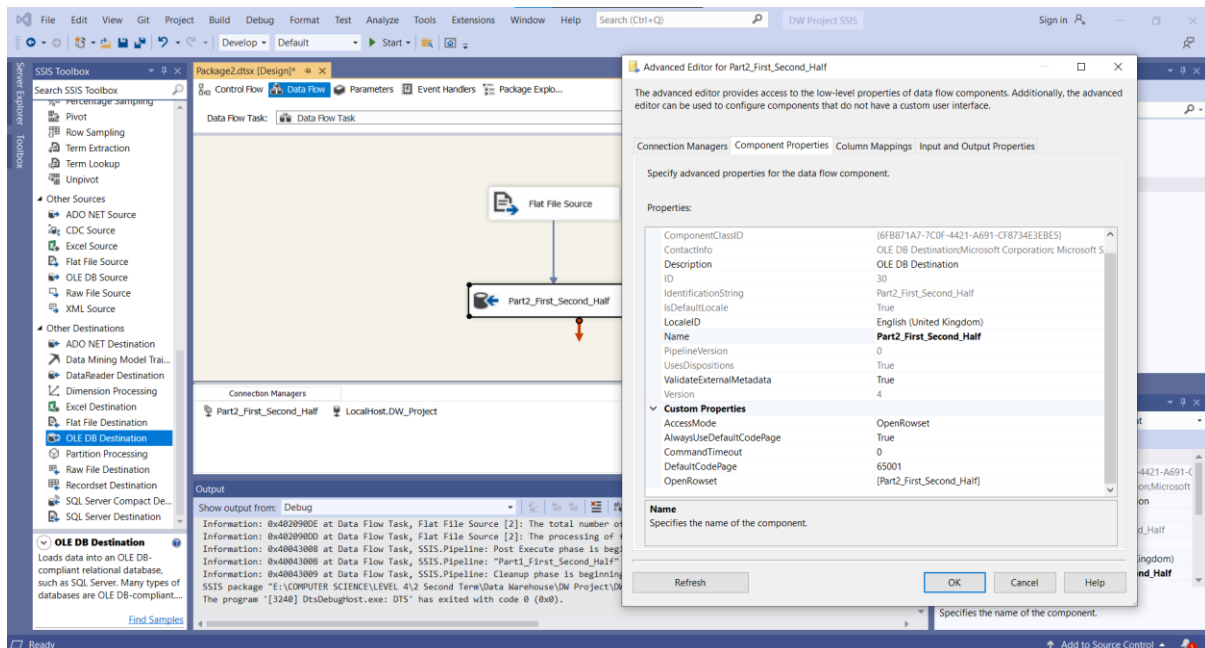 File Edit View Git Project Build Debug Format Test Analyze Tools Extensions Window Help Search (Ctrl+Q) DW Project SSIS Sign in
Develop Default Start
Server Explorer
Toolbox
SSIS Toolbox
Search SSIS Toolbox
Percentage Sampling
Pivot
Row Sampling
Term Extraction
Term Lookup
Unpivot
Other Sources
ADO NET Source
CDC Source
Excel Source
Flat File Source
OLE DB Source
Raw File Source
XML Source
Other Destinations
ADO NET Destination
Data Mining Model Trai...
DataReader Destination
Dimension Processing
Excel Destination
Flat File Destination
OLE DB Destination
Partition Processing
Raw File Destination
Recordset Destination
SQL Server Compact De...
SQL Server Destination
OLE DB Destination
Loads data into an OLE DB-
compliant relational database,
such as SQL Server. Many types of
databases are OLE DB-compliant....
Find Samples
Package2.dtsx [Design]*
Control Flow Data Flow Parameters Event Handlers Package Explo...
Data Flow Task: Data Flow Task
Flat File Source
Part2_First_Second_Half
Connection Managers
Part2_First_Second_Half LocalHost.DW_Project
Output
Show output from: Debug
Information: 0x402090DE at Data Flow Task, Flat File Source [2]: The total number of
Information: 0x402090DD at Data Flow Task, Flat File Source [2]: The processing of
Information: 0x40043008 at Data Flow Task, SSIS.Pipeline: Post Execute phase is begi
Information: 0x4004300B at Data Flow Task, SSIS.Pipeline: "Part1_First_Second_Half"
Information: 0x40043009 at Data Flow Task, SSIS.Pipeline: Cleanup phase is beginning
SSIS package "E:\COMPUTER SCIENCE\LEVEL 4\2 Second Term\Data Warehouse\DW Project\DW
The program '[3240] DtsDebugHost.exe: DTS' has exited with code 0 (0x0).
Advanced Editor for Part2_First_Second_Half
The advanced editor provides access to the low-level properties of data flow components. Additionally, the advanced
editor can be used to configure components that do not have a custom user interface.
Connection Managers Component Properties Column Mappings Input and Output Properties
Specify advanced properties for the data flow component.
Properties:
ComponentClassID {6FB871A7-7C0F-4421-A691-CF8734E3EBE5}
ContactInfo OLE DB Destination;Microsoft Corporation; Microsoft S
Description OLE DB Destination
ID 30
IdentificationString Part2_First_Second_Half
IsDefaultLocale True
LocaleID English (United Kingdom)
Name Part2_First_Second_Half
PipelineVersion 0
UsesDispositions True
ValidateExternalMetadata True
Version 4
Custom Properties
AccessMode OpenRowset
AlwaysUseDefaultCodePage True
CommandTimeout 0
DefaultCodePage 65001
OpenRowset [Part2_First_Second_Half]
Name
Specifies the name of the component.
Refresh OK Cancel Help
-4421-A691-C
on;Microsoft
on
d_Half
ingdom)
nd_Half
Specifies the name of the component.
Ready Add to Source Control